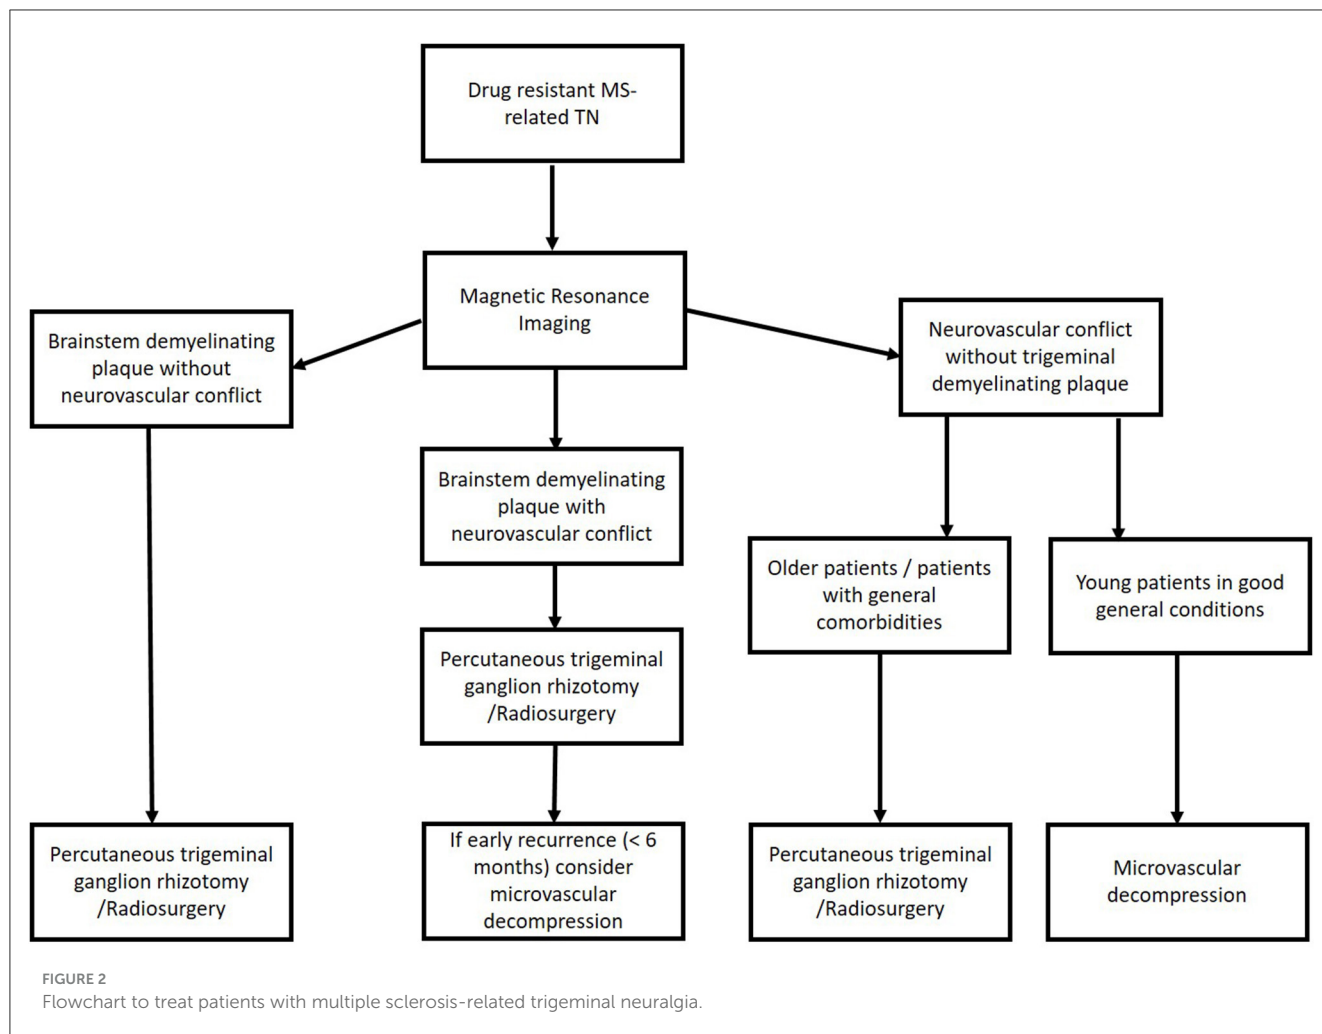 Drug resistant MS-
related TN
Magnetic Resonance
Imaging
Brainstem demyelinating
plaque without
neurovascular conflict
Neurovascular conflict
without trigeminal
demyelinating plaque
Brainstem demyelinating
plaque with
neurovascular conflict
Older patients / patients
with general
comorbidities
Young patients in good
general conditions
Percutaneous trigeminal
ganglion rhizotomy
/Radiosurgery
Percutaneous trigeminal
ganglion rhizotomy
/Radiosurgery
If early recurrence (< 6
months) consider
microvascular
decompression
Percutaneous trigeminal
ganglion rhizotomy
/Radiosurgery
Microvascular
decompression
FIGURE 2
Flowchart to treat patients with multiple sclerosis-related trigeminal neuralgia.